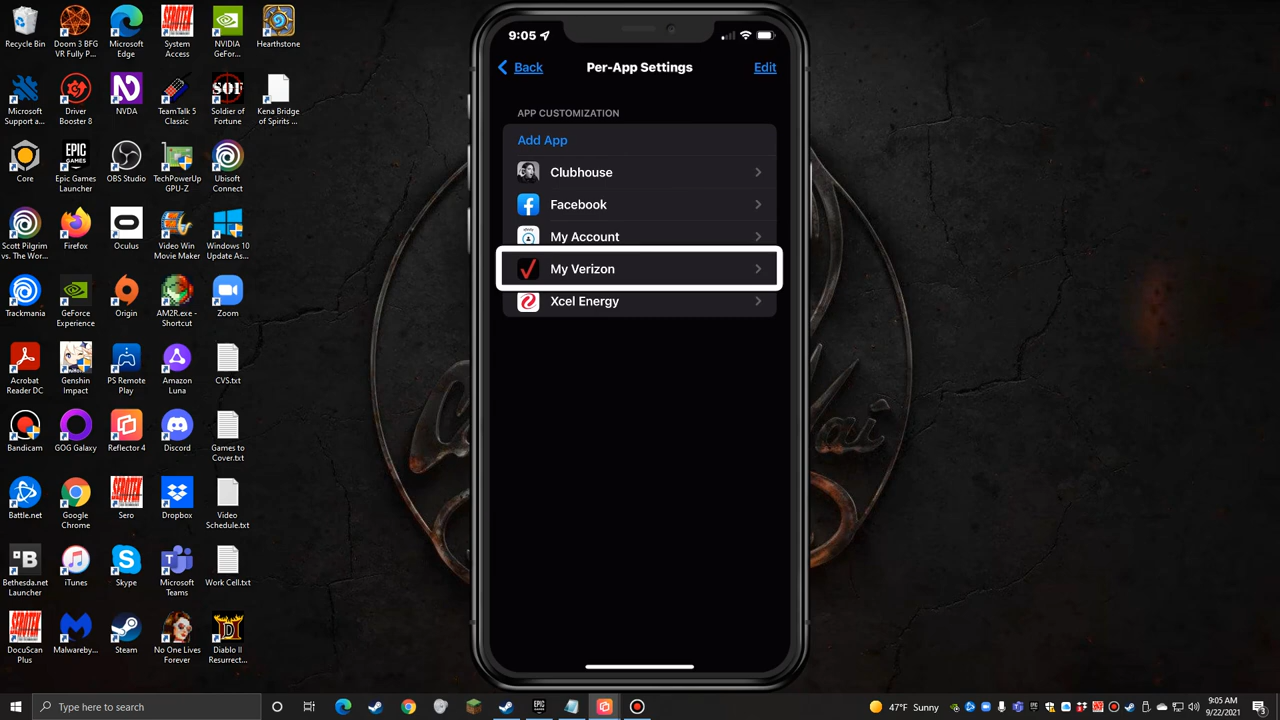 Recycle Bin
Doom 3 BFG
VR Fully P...
Microsoft
Edge
SEROTEK
System
Access
NVIDIA
GeFor...
Hearthstone
Microsoft
Support a...
Driver
Booster 8
NVDA
TeamTalk 5
Classic
SOF
Soldier of
Fortune
Kena Bridge
of Spirits ...
Core
EPIC
GAMES
Epic Games
Launcher
OBS Studio
TechPowerUp
GPU-Z
Ubisoft
Connect
Scott Pilgrim
vs. The Wor...
Firefox
Oculus
Video Win
Movie Maker
Windows 10
Update As...
Trackmania
GeForce
Experience
Origin
AM2R.exe -
Shortcut
Zoom
Acrobat
Reader DC
Genshin
Impact
PS Remote
Play
Amazon
Luna
CVS.txt
Bandicam
GOG Galaxy
Reflector 4
Discord
Games to
Cover.txt
Battle.net
Google
Chrome
SEROTEK
Sero
Dropbox
Video
Schedule.txt
B
Bethesda.net
Launcher
iTunes
Skype
Microsoft
Teams
Work Cell.txt
SEROTEK
DocuScan
Plus
Malwareby...
Steam
No One Lives
Forever
Diablo II
Resurrect...
9:05
Back
Per-App Settings
Edit
APP CUSTOMIZATION
Add App
Clubhouse
Facebook
My Account
My Verizon
Xcel Energy
Type here to search
47°F Sunny
9:05 AM
9/22/2021